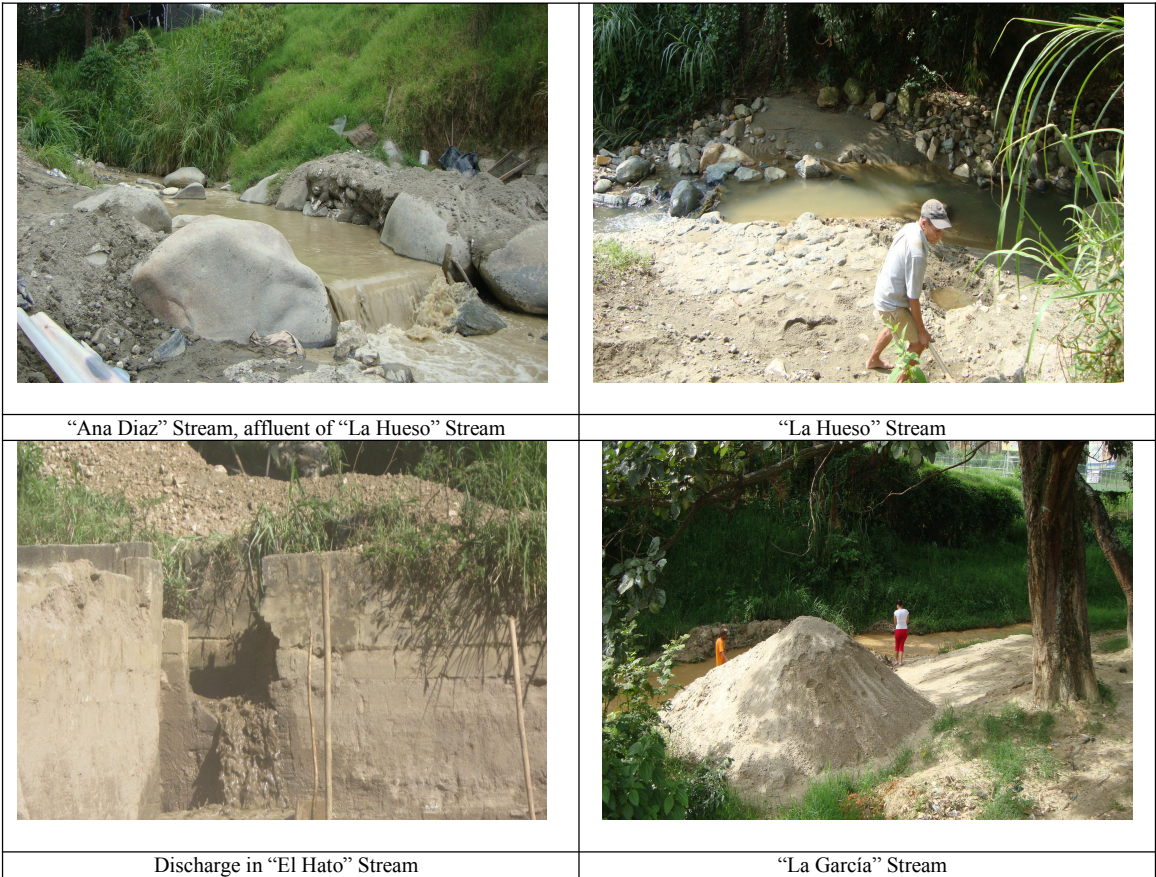 “Ana Diaz” Stream, affluent of “La Hueso” Stream
“La Hueso” Stream
Discharge in “El Hato” Stream
“La García” Stream